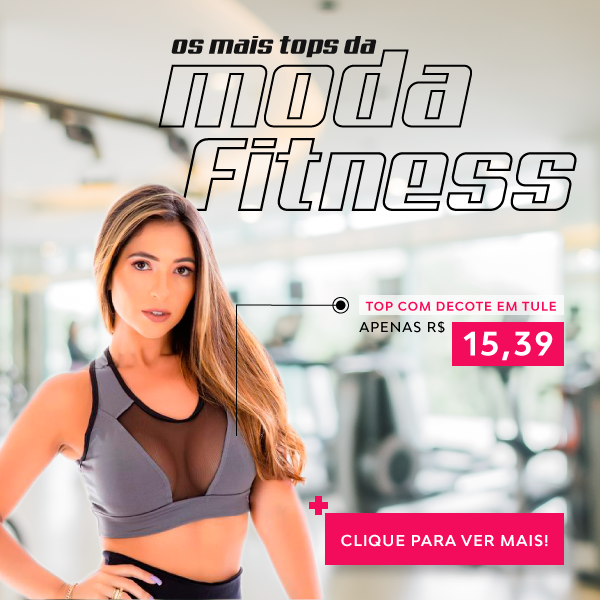 os mais tops da
moda
Fitness
TOP COM DECOTE EM TULE
APENAS R$ 15,39
CLIQUE PARA VER MAIS!